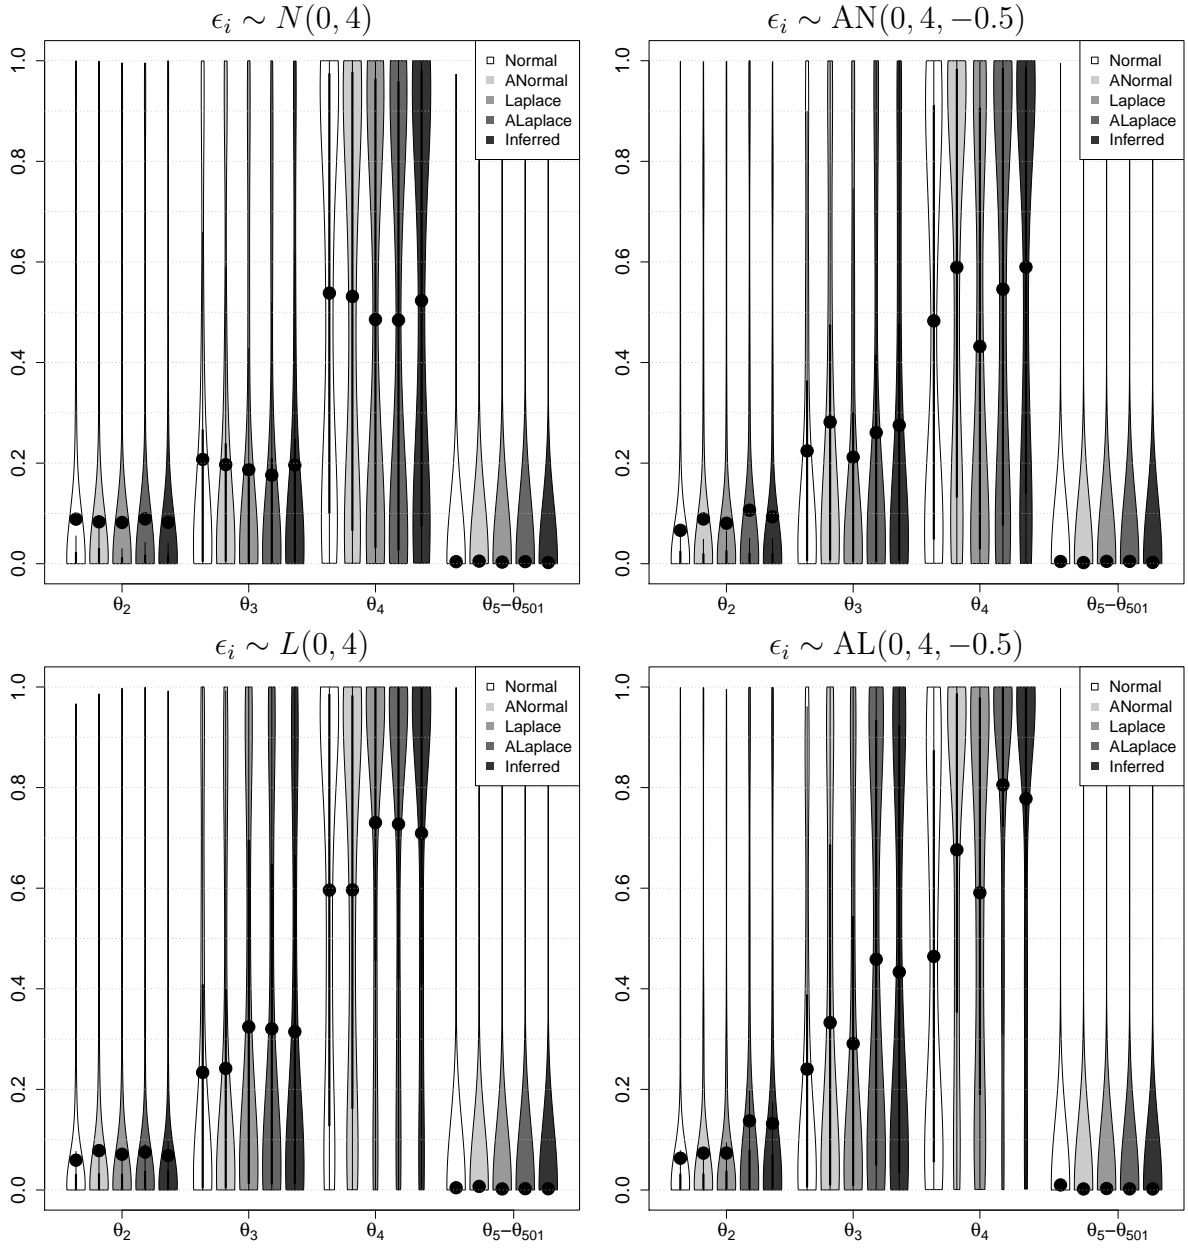 ϵᵢ ∼ N(0, 4)
1.0
0.8
0.6
0.4
0.2
0.0
Normal
ANormal
Laplace
ALaplace
Inferred
θ₂
θ₃
θ₄
θ₅−θ₅₀₁
ϵᵢ ∼ AN(0, 4, −0.5)
1.0
0.8
0.6
0.4
0.2
0.0
Normal
ANormal
Laplace
ALaplace
Inferred
θ₂
θ₃
θ₄
θ₅−θ₅₀₁
ϵᵢ ∼ L(0, 4)
1.0
0.8
0.6
0.4
0.2
0.0
Normal
ANormal
Laplace
ALaplace
Inferred
θ₂
θ₃
θ₄
θ₅−θ₅₀₁
ϵᵢ ∼ AL(0, 4, −0.5)
1.0
0.8
0.6
0.4
0.2
0.0
Normal
ANormal
Laplace
ALaplace
Inferred
θ₂
θ₃
θ₄
θ₅−θ₅₀₁